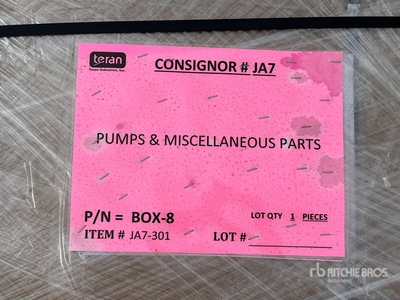 teran
Teran Industries, Inc.
CONSIGNOR # JA7
PUMPS & MISCELLANEOUS PARTS
P/N = BOX-8
LOT QTY 1 PIECES
ITEM # JA7-301
LOT #
rb RITCHIE BROS.